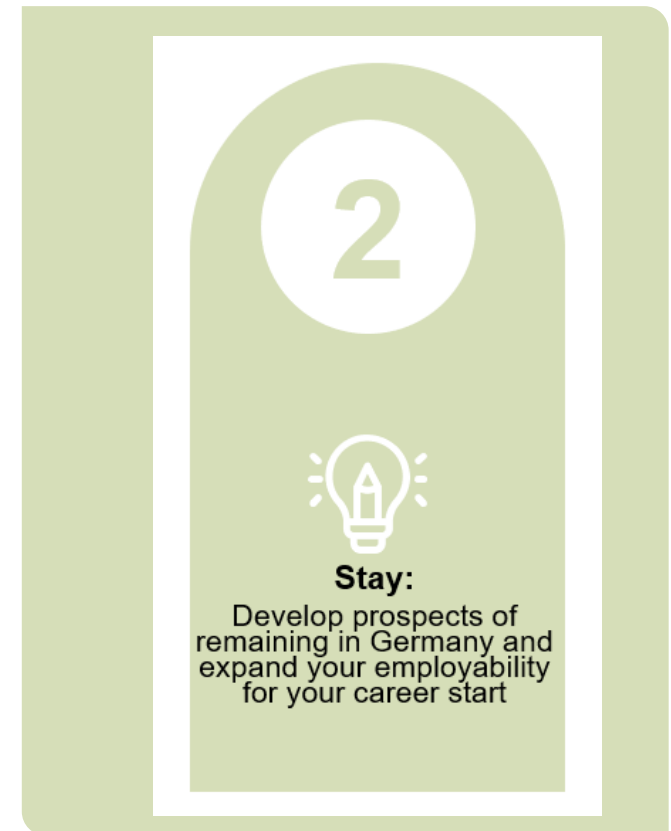 2
Stay:
Develop prospects of
remaining in Germany and
expand your employability
for your career start